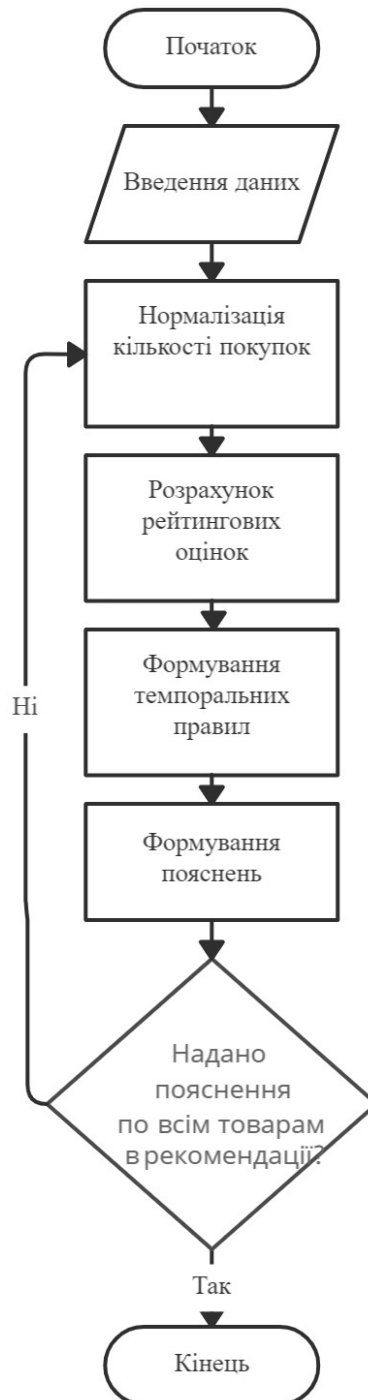 Початок
Введення даних
Нормалізація
кількості покупок
Розрахунок
рейтингових
оцінок
Формування
темпоральних
правил
Ні
Формування
пояснень
Надано
пояснення
по всім товарам
в рекомендації?
Так
Кінець